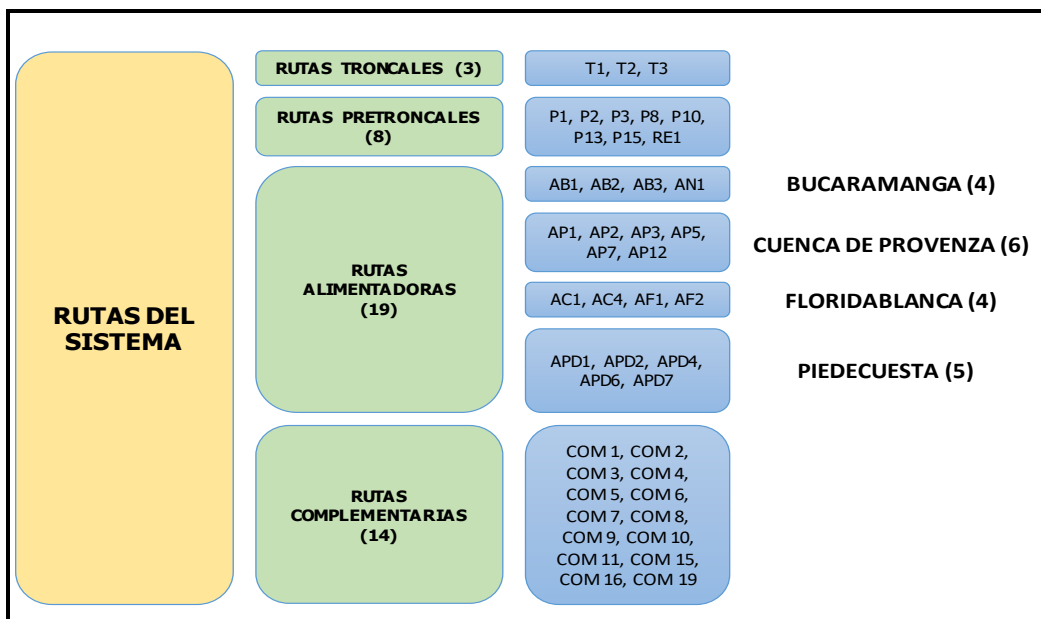 RUTAS DEL
SISTEMA
RUTAS TRONCALES (3)
T1, T2, T3
RUTAS PRETRONCALES
(8)
P1, P2, P3, P8, P10,
P13, P15, RE1
RUTAS
ALIMENTADORAS
(19)
AB1, AB2, AB3, AN1
BUCARAMANGA (4)
AP1, AP2, AP3, AP5,
AP7, AP12
CUENCA DE PROVENZA (6)
AC1, AC4, AF1, AF2
FLORIDABLANCA (4)
APD1, APD2, APD4,
APD6, APD7
PIEDECUESTA (5)
RUTAS
COMPLEMENTARIAS
(14)
COM 1, COM 2,
COM 3, COM 4,
COM 5, COM 6,
COM 7, COM 8,
COM 9, COM 10,
COM 11, COM 15,
COM 16, COM 19